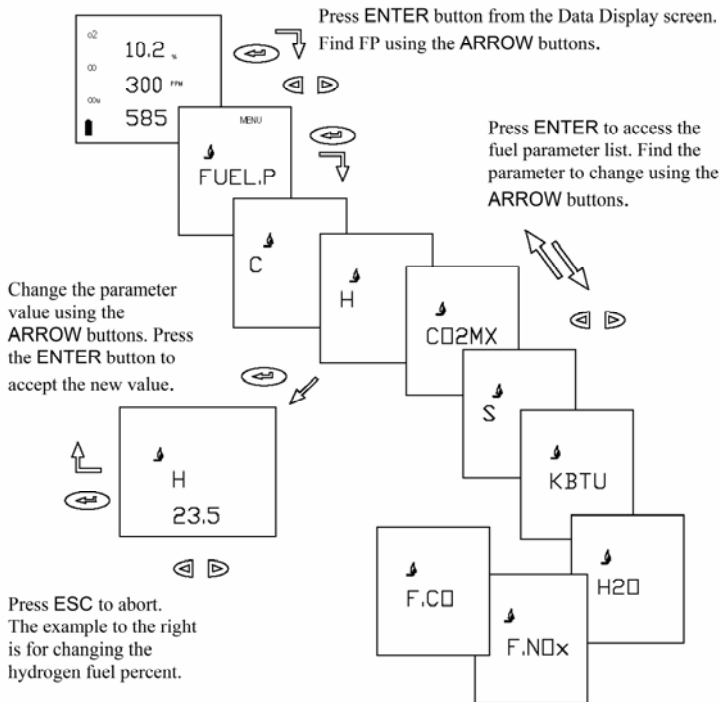 Press ENTER button from the Data Display screen.
Find FP using the ARROW buttons.
O2
10.2 %
CO
300 PPM
585
MENU
FUEL.P
Press ENTER to access the
fuel parameter list. Find the
parameter to change using the
ARROW buttons.
C
H
CO2MX
S
KBTU
H2O
F.NOx
F.CO
Change the parameter
value using the
ARROW buttons. Press
the ENTER button to
accept the new value.
H
23.5
Press ESC to abort.
The example to the right
is for changing the
hydrogen fuel percent.